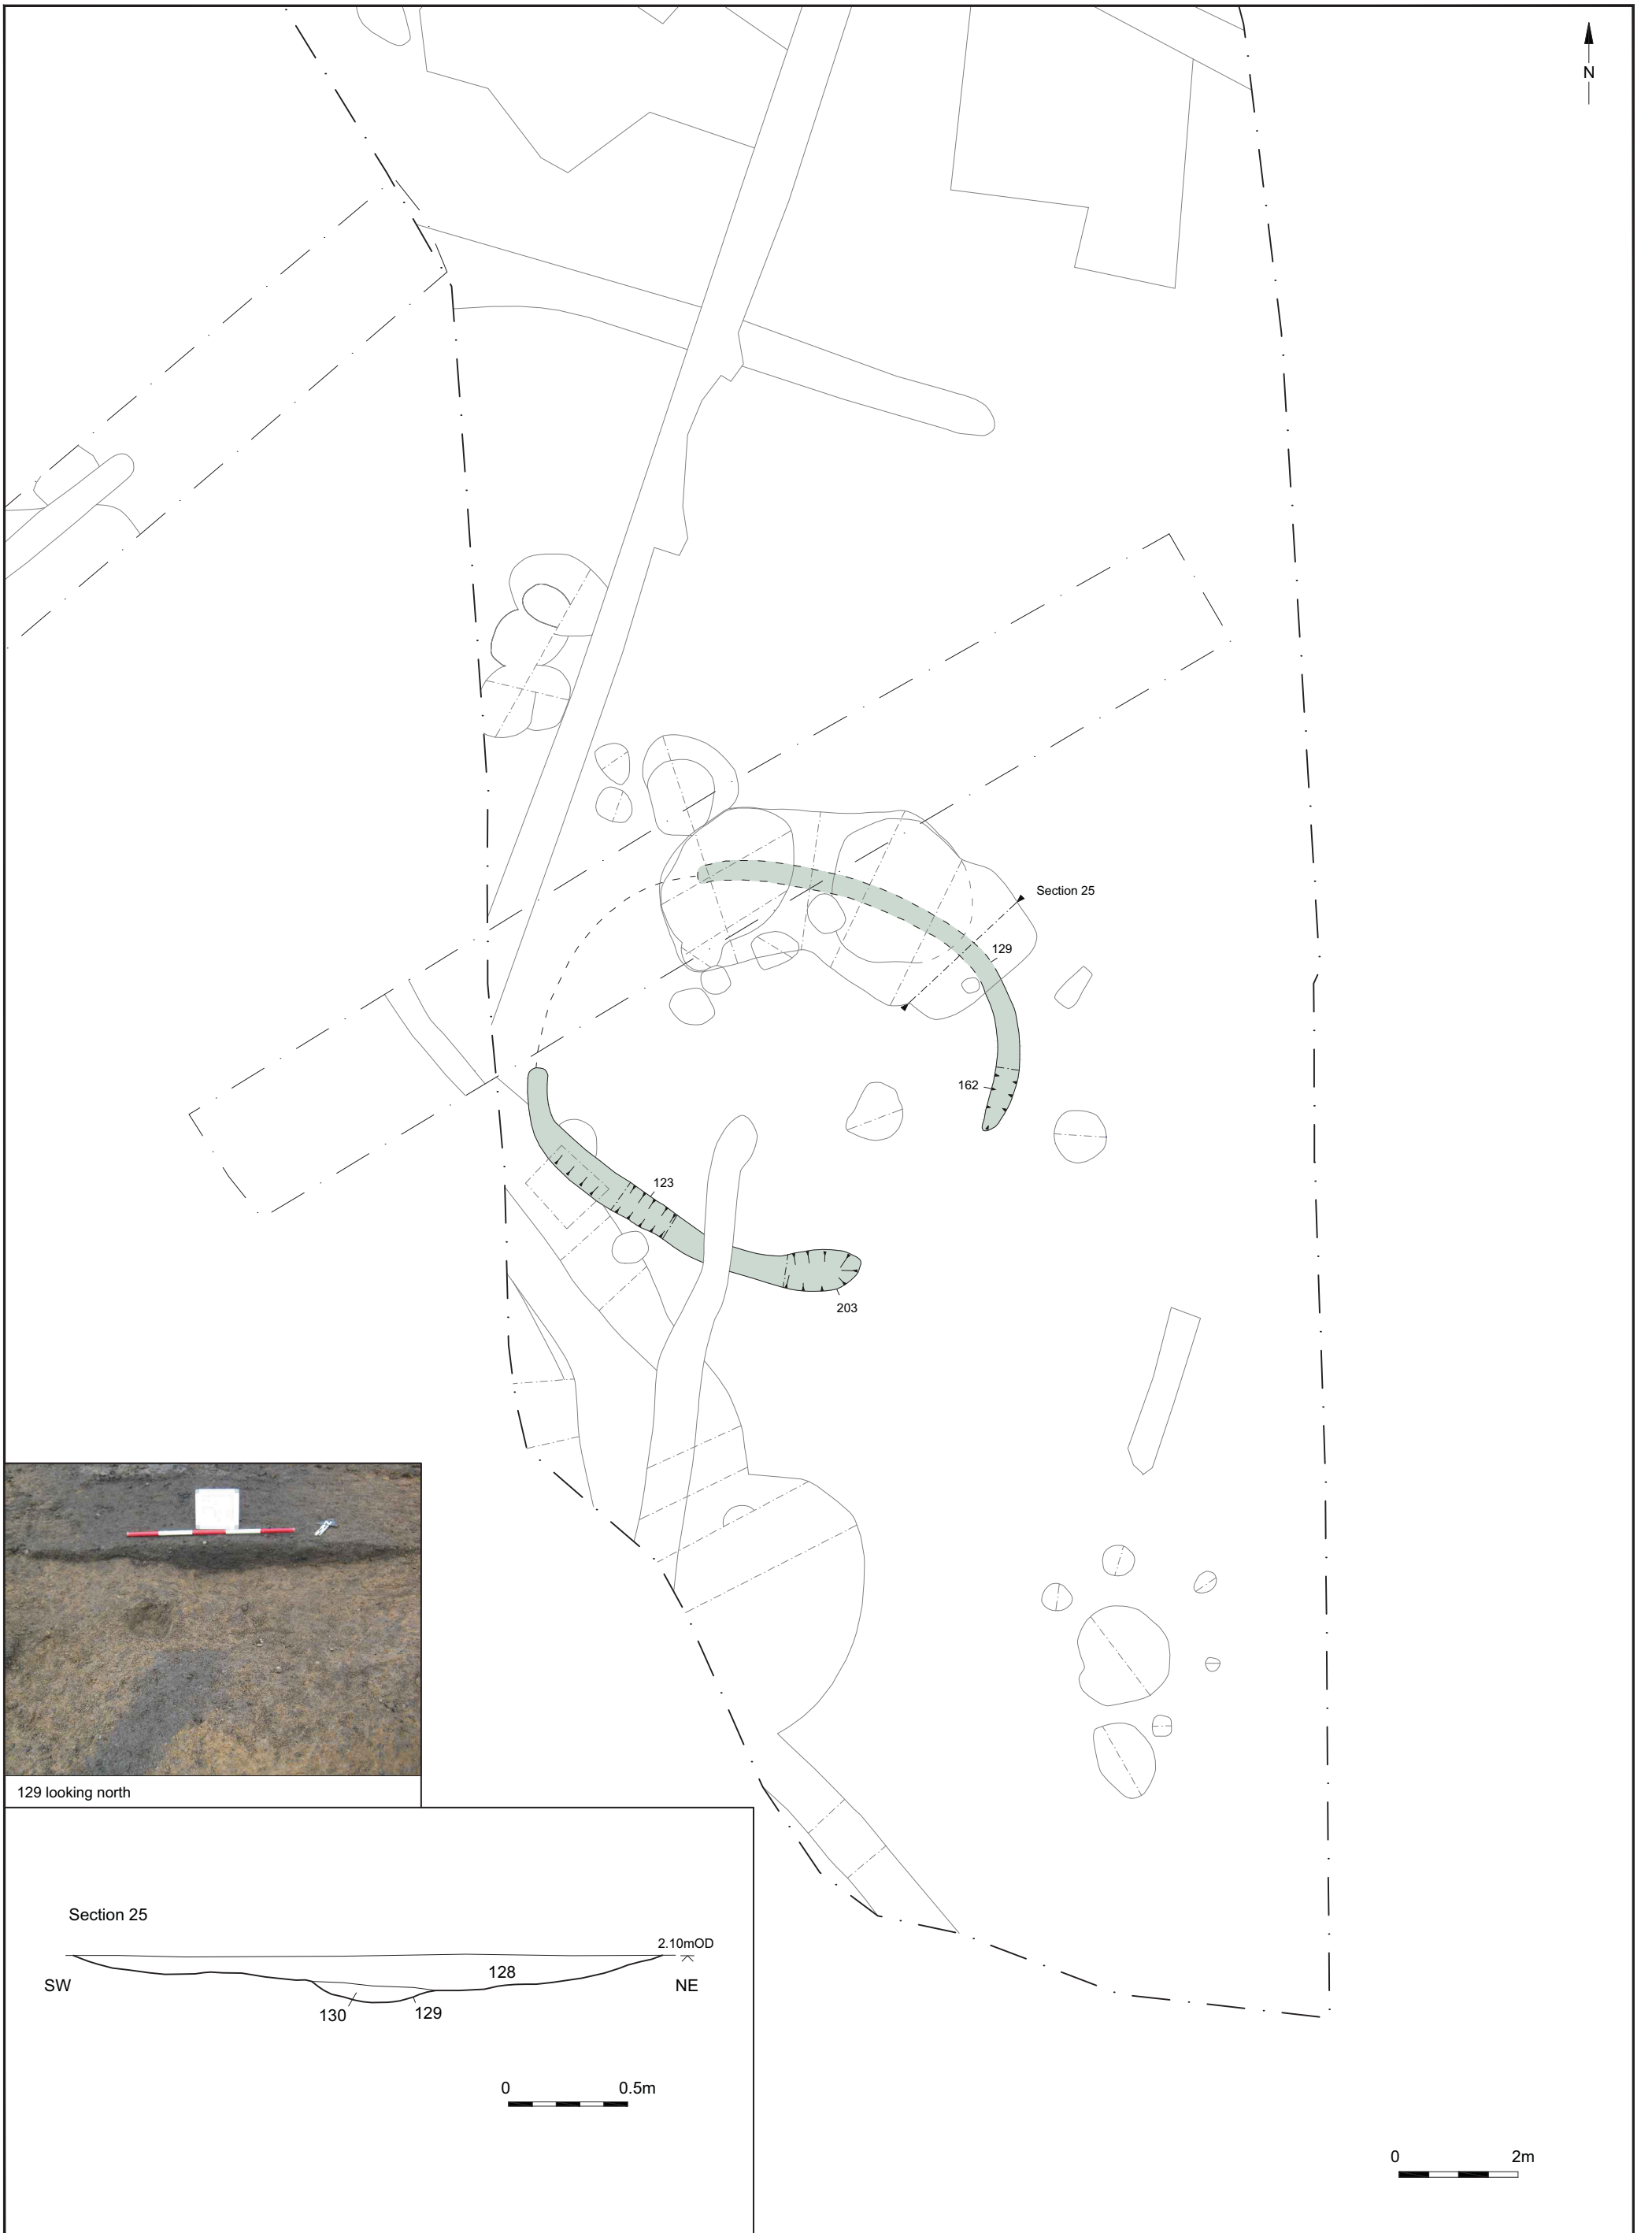 N
Section 25
129
162
123
203
129 looking north
Section 25
2.10mOD
128
SW
NE
130
129
0
0.5m
0
2m